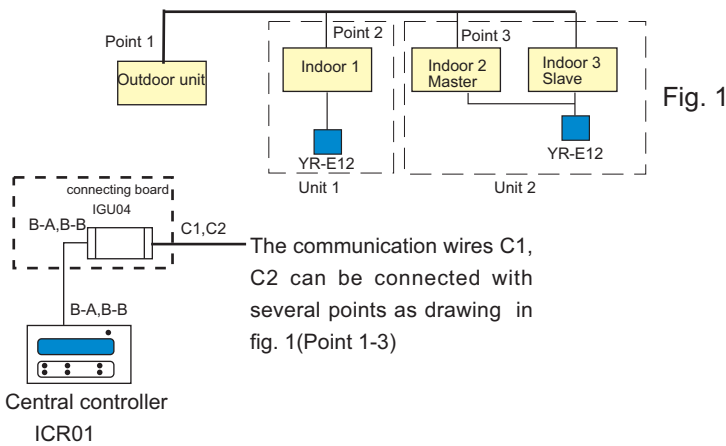 Point 1
Point 2
Point 3
Outdoor unit
Indoor 1
Indoor 2
Master
Indoor 3
Slave
Fig. 1
YR-E12
YR-E12
Unit 1
Unit 2
connecting board
IGU04
B-A,B-B
C1,C2
The communication wires C1,
C2 can be connected with
several points as drawing in
fig. 1(Point 1-3)
B-A,B-B
Central controller
ICR01